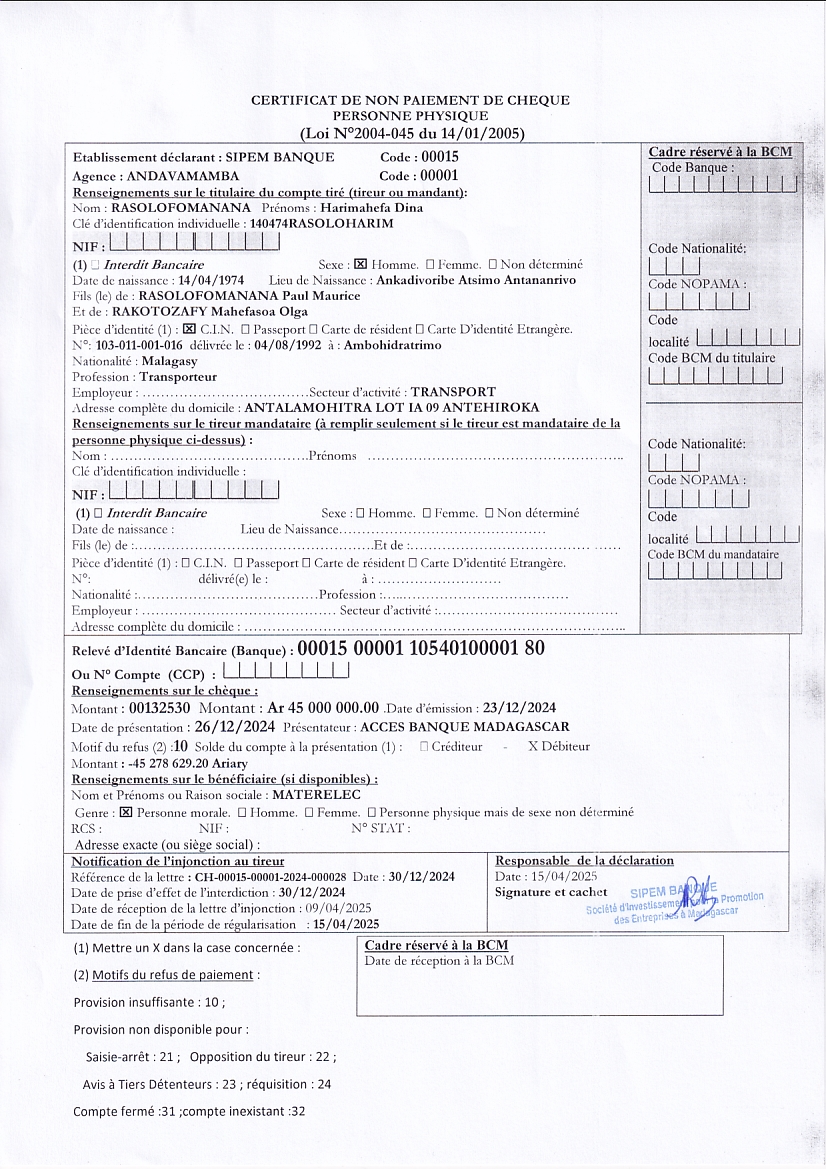 CERTIFICAT DE NON PAIEMENT DE CHEQUE
PERSONNE PHYSIQUE
(Loi N°2004-045 du 14/01/2005)
Etablissement déclarant : SIPEM BANQUE Code : 00015
Agence : ANDAVAMAMBA Code : 00001
Renseignements sur le titulaire du compte tiré (tireur ou mandant):
Nom : RASOLOFOMANANA Prénoms : Harimahefa Dina
Clé d'identification individuelle : 140474RASOLOHARIM
NIF :
(1) ☐ Interdit Bancaire Sexe : ☒ Homme. ☐ Femme. ☐ Non déterminé
Date de naissance : 14/04/1974 Lieu de Naissance : Ankadivoribe Atsimo Antananrivo
Fils (le) de : RASOLOFOMANANA Paul Maurice
Et de : RAKOTOZAFY Mahefasoa Olga
Pièce d'identité (1) : ☒ C.I.N. ☐ Passeport ☐ Carte de résident ☐ Carte D'identité Etrangère.
N°: 103-011-001-016 délivrée le : 04/08/1992 à : Ambohidratrimo
Nationalité : Malagasy
Profession : Transporteur
Employeur : ....................................Secteur d'activité : TRANSPORT
Adresse complète du domicile : ANTALAMOHITRA LOT IA 09 ANTEHIROKA
Renseignements sur le tireur mandataire (à remplir seulement si le tireur est mandataire de la
personne physique ci-dessus) :
Nom : ..........................................Prénoms ......................................................
Clé d'identification individuelle :
NIF :
(1) ☐ Interdit Bancaire Sexe : ☐ Homme. ☐ Femme. ☐ Non déterminé
Date de naissance : Lieu de Naissance...........................................
Fils (le) de :..................................................Et de :..............................................
Pièce d'identité (1) : ☐ C.I.N. ☐ Passeport ☐ Carte de résident ☐ Carte D'Identité Etrangère.
N°: délivré(e) le : à : ..........................
Nationalité :......................................Profession :.......................................
Employeur : ........................................ Secteur d'activité :......................................
Adresse complète du domicile : ................................................................................
Cadre réservé à la BCM
Code Banque :
Code Nationalité:
Code NOPAMA :
Code
localité
Code BCM du titulaire
Code Nationalité:
Code NOPAMA :
Code
localité
Code BCM du mandataire
Relevé d'Identité Bancaire (Banque) : 00015 00001 10540100001 80
Ou N° Compte (CCP) :
Renseignements sur le chèque :
Montant : 00132530 Montant : Ar 45 000 000.00 .Date d'émission : 23/12/2024
Date de présentation : 26/12/2024 Présentateur : ACCES BANQUE MADAGASCAR
Motif du refus (2) :10 Solde du compte à la présentation (1) : ☐ Créditeur - X Débiteur
Montant : -45 278 629.20 Ariary
Renseignements sur le bénéficiaire (si disponibles) :
Nom et Prénoms ou Raison sociale : MATERELEC
Genre : ☒ Personne morale. ☐ Homme. ☐ Femme. ☐ Personne physique mais de sexe non déterminé
RCS : NIF : N° STAT :
Adresse exacte (ou siège social) :
Notification de l'injonction au tireur
Référence de la lettre : CH-00015-00001-2024-000028 Date : 30/12/2024
Date de prise d'effet de l'interdiction : 30/12/2024
Date de réception de la lettre d'injonction : 09/04/2025
Date de fin de la période de régularisation : 15/04/2025
Responsable de la déclaration
Date : 15/04/2025
Signature et cachet
SIPEM BANQUE
Société d'Investissement Promotion
des Entreprises à Madagascar
(1) Mettre un X dans la case concernée :
(2) Motifs du refus de paiement :
Provision insuffisante : 10 ;
Provision non disponible pour :
Saisie-arrêt : 21 ; Opposition du tireur : 22 ;
Avis à Tiers Détenteurs : 23 ; réquisition : 24
Compte fermé :31 ;compte inexistant :32
Cadre réservé à la BCM
Date de réception à la BCM